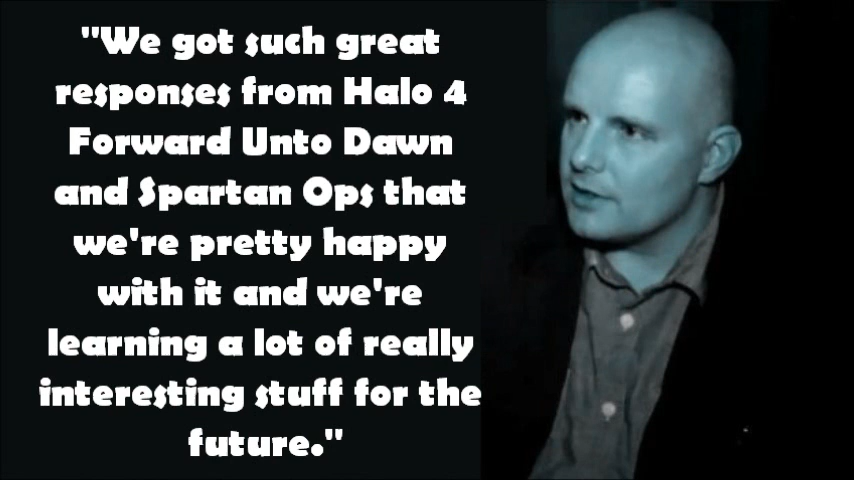 "We got such great
responses from Halo 4
Forward Unto Dawn
and Spartan Ops that
we're pretty happy
with it and we're
learning a lot of really
interesting stuff for the
future."